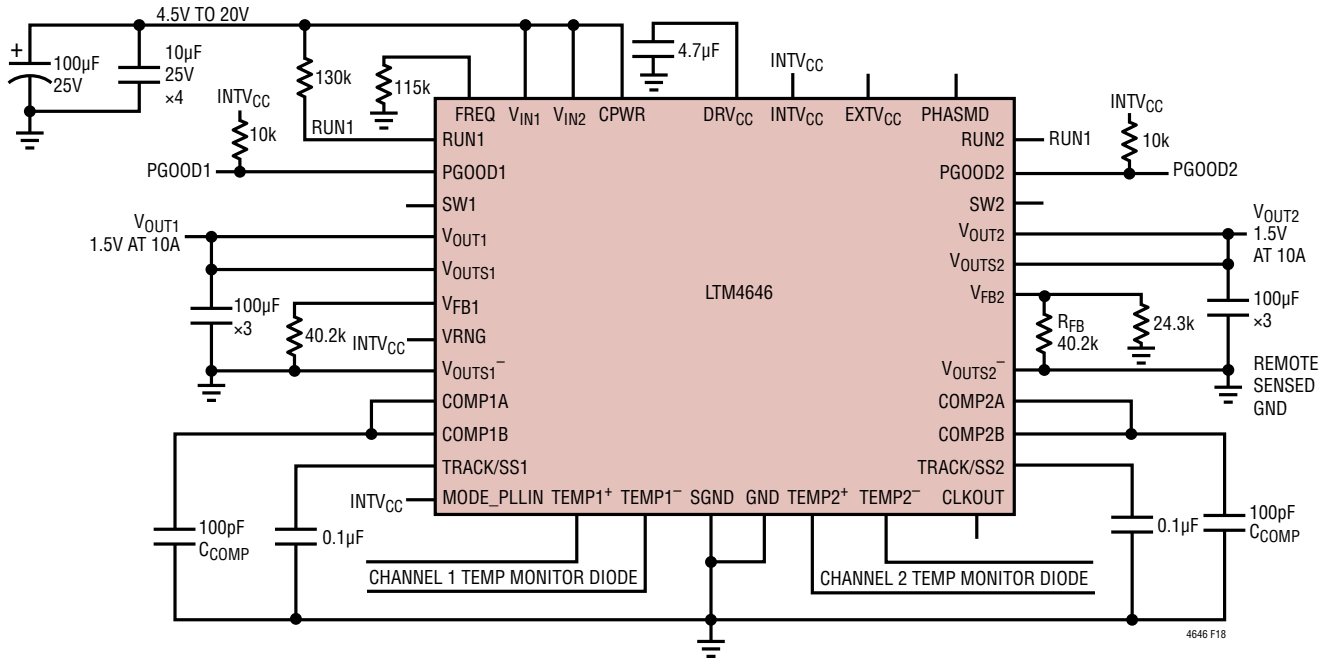 4.5V TO 20V
100µF
25V
10µF
25V
×4
130k
115k
4.7µF
INTVCC
INTVCC
10k
RUN1
PGOOD1
FREQ
VIN1
VIN2
CPWR
DRVCC
INTVCC
EXTVCC
PHASMD
INTVCC
10k
RUN1
PGOOD2
RUN1
PGOOD1
SW1
VOUT1
VOUTS1
VFB1
VRNG
VOUTS1–
COMP1A
COMP1B
TRACK/SS1
MODE_PLLIN
TEMP1+
TEMP1–
SGND
GND
TEMP2+
TEMP2–
CLKOUT
RUN2
PGOOD2
SW2
VOUT2
VOUTS2
VFB2
VOUTS2–
COMP2A
COMP2B
TRACK/SS2
LTM4646
VOUT1
1.5V AT 10A
100µF
×3
40.2k
INTVCC
VOUT2
1.5V
AT 10A
100µF
×3
RFB
40.2k
24.3k
REMOTE
SENSED
GND
INTVCC
100pF
CCOMP
0.1µF
CHANNEL 1 TEMP MONITOR DIODE
CHANNEL 2 TEMP MONITOR DIODE
0.1µF
100pF
CCOMP
4646 F18